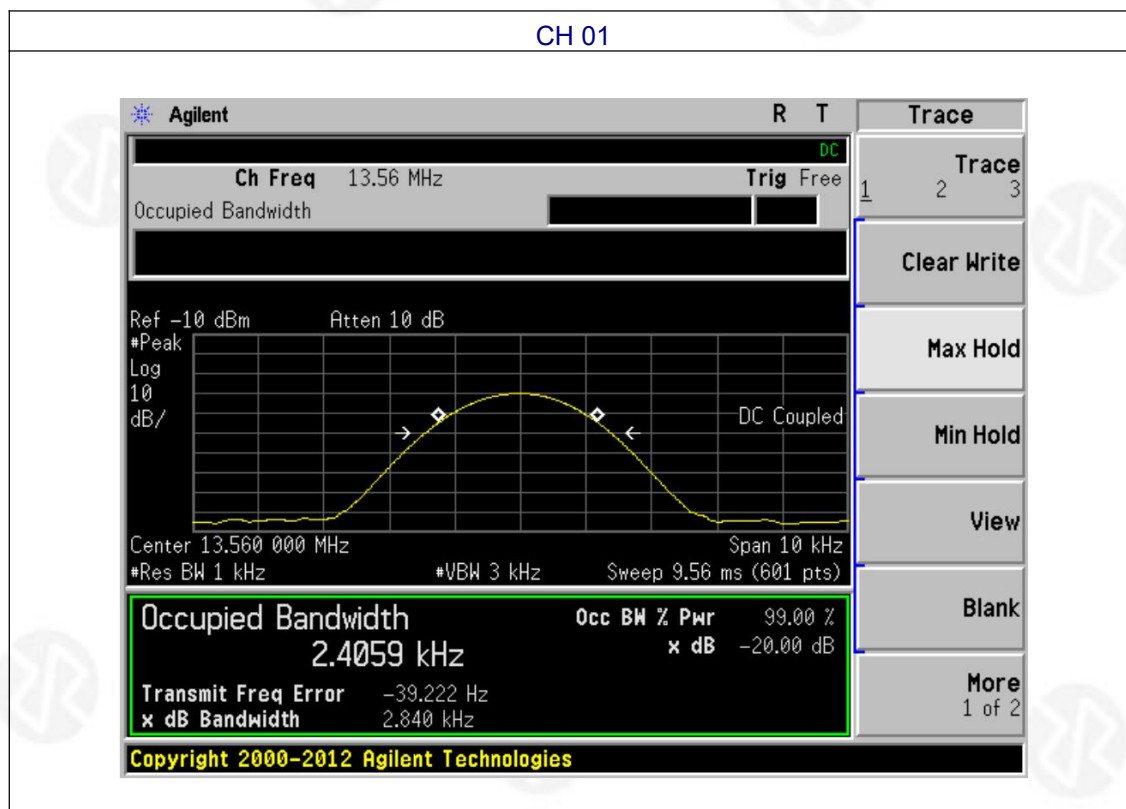 CH 01
Agilent R T Trace
DC
Ch Freq 13.56 MHz Trig Free
Occupied Bandwidth
Trace
1 2 3
Clear Write
Max Hold
Min Hold
View
Blank
More
1 of 2
Ref -10 dBm Atten 10 dB
#Peak
Log
10
dB/
DC Coupled
Center 13.560 000 MHz Span 10 kHz
#Res BW 1 kHz #VBW 3 kHz Sweep 9.56 ms (601 pts)
Occupied Bandwidth Occ BW % Pwr 99.00 %
2.4059 kHz x dB -20.00 dB
Transmit Freq Error -39.222 Hz
x dB Bandwidth 2.840 kHz
Copyright 2000-2012 Agilent Technologies